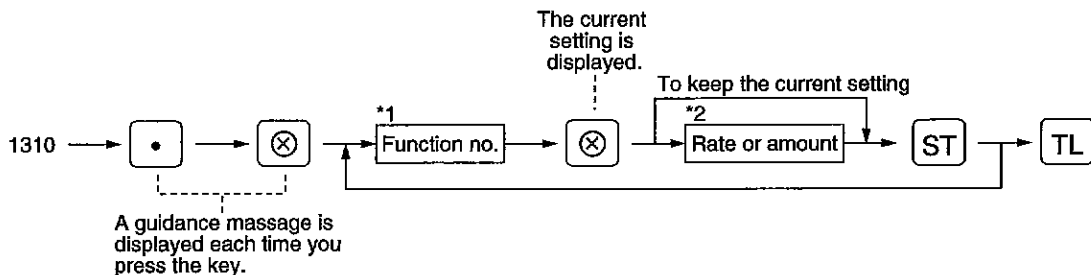 The current
setting is
displayed.
To keep the current setting
*1
*2
1310 • ⊗ Function no. ⊗ Rate or amount ST TL
A guidance massage is
displayed each time you
press the key.